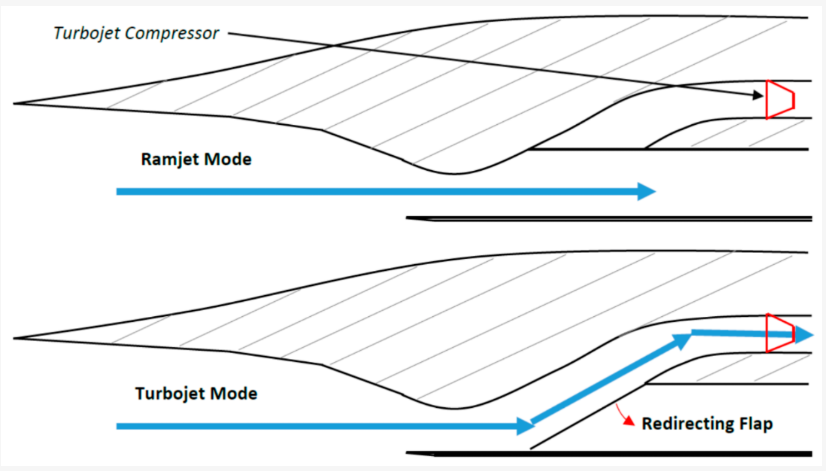 Turbojet Compressor
Ramjet Mode
Turbojet Mode
Redirecting Flap